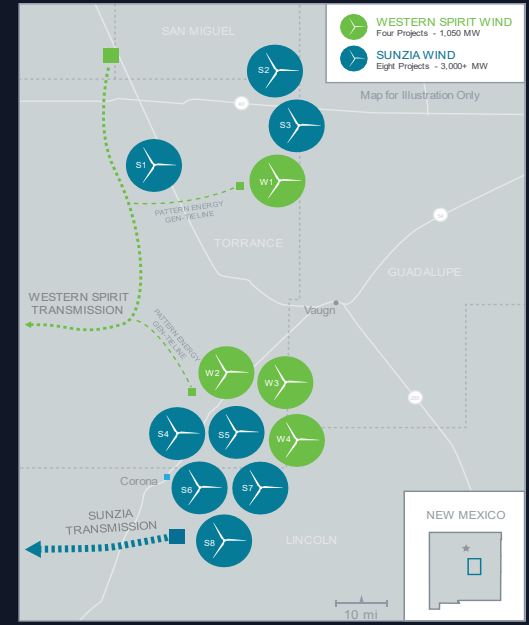 SAN MIGUEL
WESTERN SPIRIT WIND
Four Projects - 1,050 MW
SUNZIA WIND
Eight Projects - 3,000+ MW
Map for Illustration Only
S2
S3
S1
W1
PATTERN ENERGY
GEN-TIE LINE
TORRANCE
GUADALUPE
WESTERN SPIRIT
TRANSMISSION
Vaugn
PATTERN ENERGY
GEN-TIE LINE
W2
W3
S4
S5
W4
Corona
S6
S7
SUNZIA
TRANSMISSION
S8
LINCOLN
NEW MEXICO
10 mi